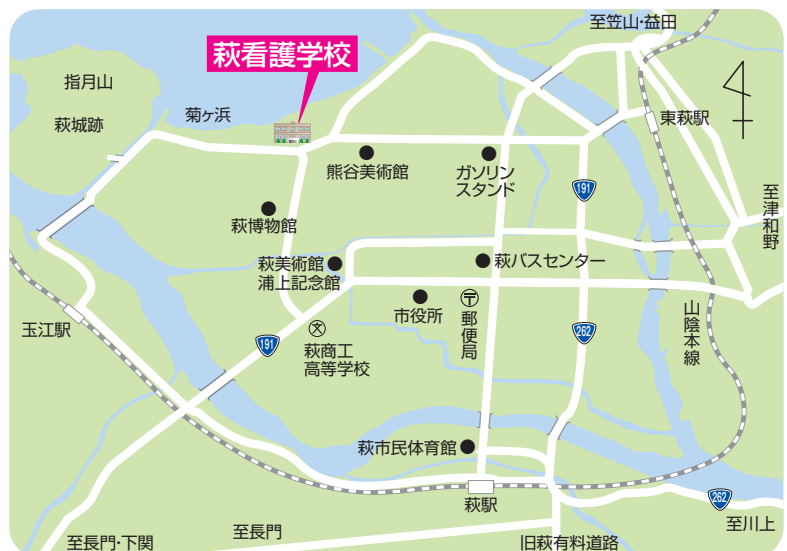 至笠山・益田
萩看護学校
指月山
菊ヶ浜
萩城跡
東萩駅
熊谷美術館
ガソリン
スタンド
191
至津和野
萩博物館
萩美術館
浦上記念館
萩バスセンター
市役所
〒
郵便局
山陰本線
玉江駅
191
文
萩商工
高等学校
262
萩市民体育館
萩駅
262
至川上
至長門・下関
至長門
旧萩有料道路